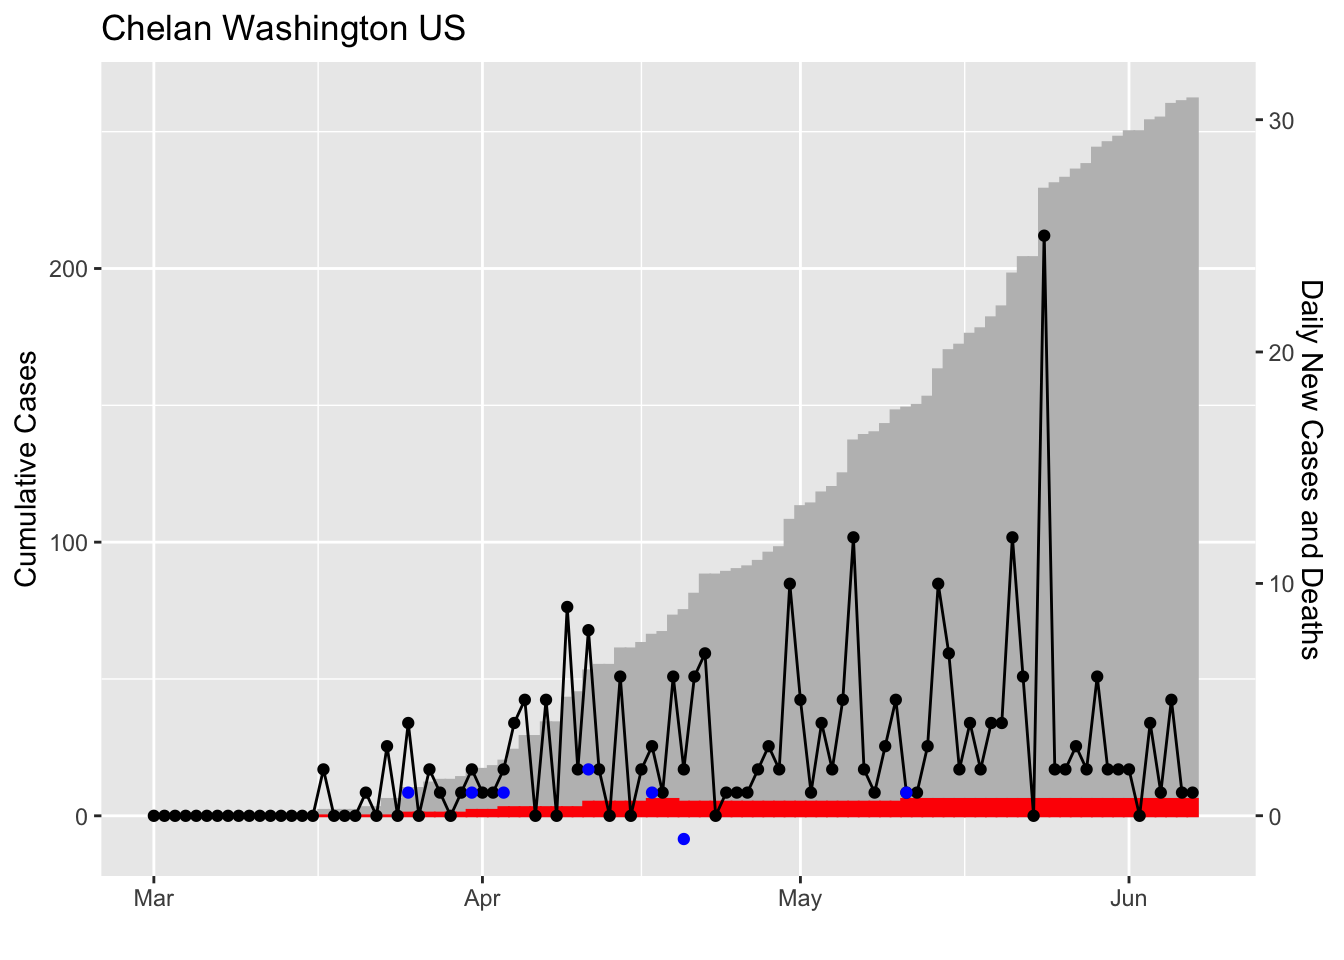 Chelan Washington US
Cumulative Cases
200
100
0
30
20
10
0
Daily New Cases and Deaths
Mar
Apr
May
Jun